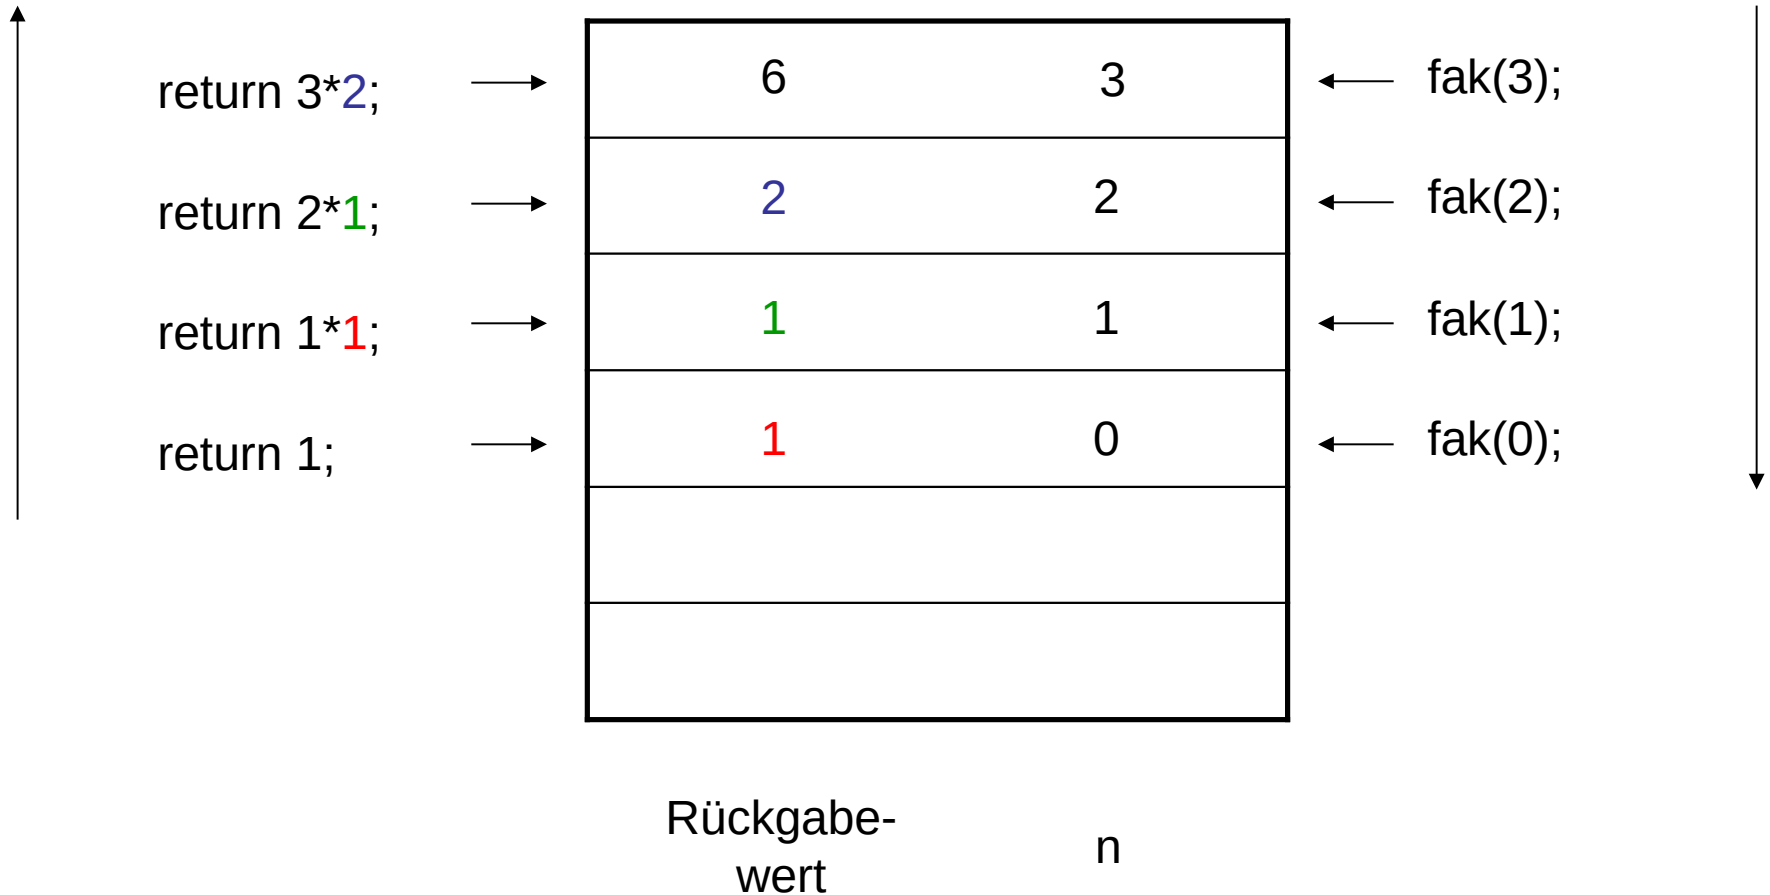 return 3*2; 6 3 fak(3);
return 2*1; 2 2 fak(2);
return 1*1; 1 1 fak(1);
return 1; 1 0 fak(0);
Rückgabe-
wert
n